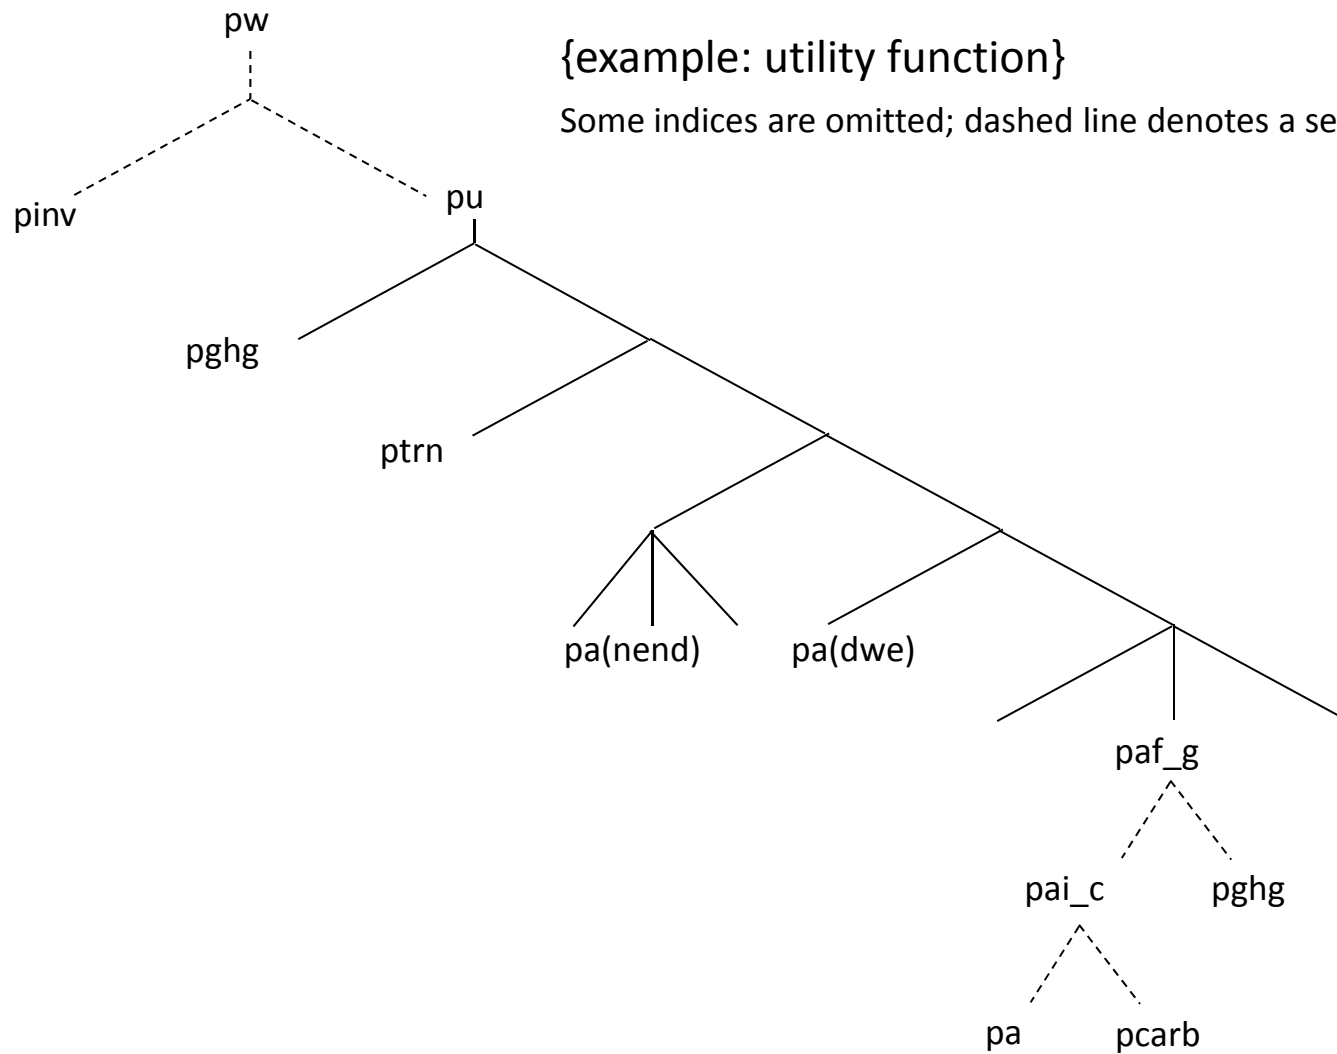 pw
{example: utility function}
Some indices are omitted; dashed line denotes a se
pinv
pu
pghg
ptrn
pa(nend)
pa(dwe)
paf_g
pai_c
pghg
pa
pcarb